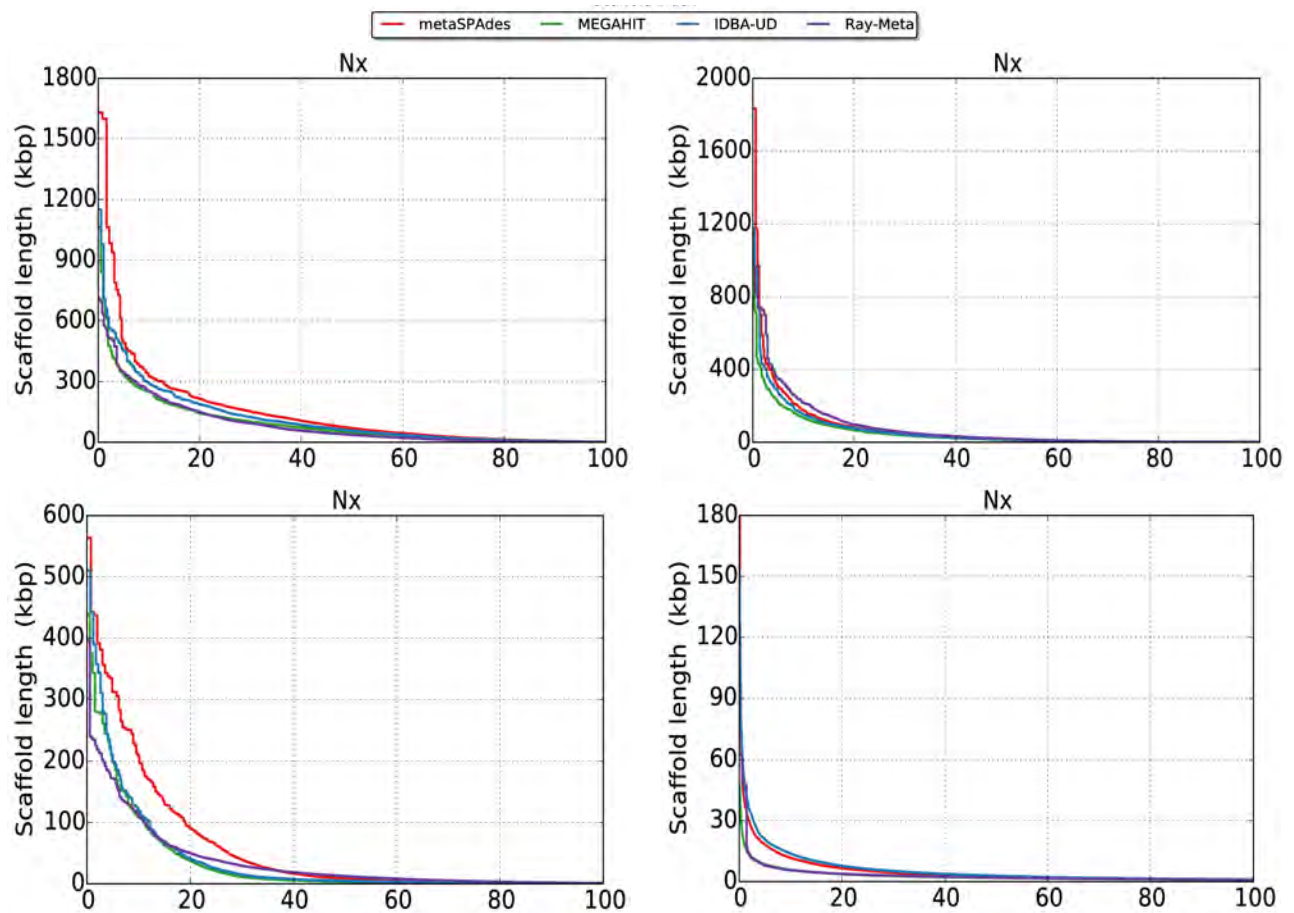 metaSPAdes MEGAHIT IDBA-UD Ray-Meta
Nx
Scaffold length (kbp)
1800
1500
1200
900
600
300
0
0 20 40 60 80 100
Nx
Scaffold length (kbp)
2000
1600
1200
800
400
0
0 20 40 60 80 100
Nx
Scaffold length (kbp)
600
500
400
300
200
100
0
0 20 40 60 80 100
Nx
Scaffold length (kbp)
180
150
120
90
60
30
0
0 20 40 60 80 100